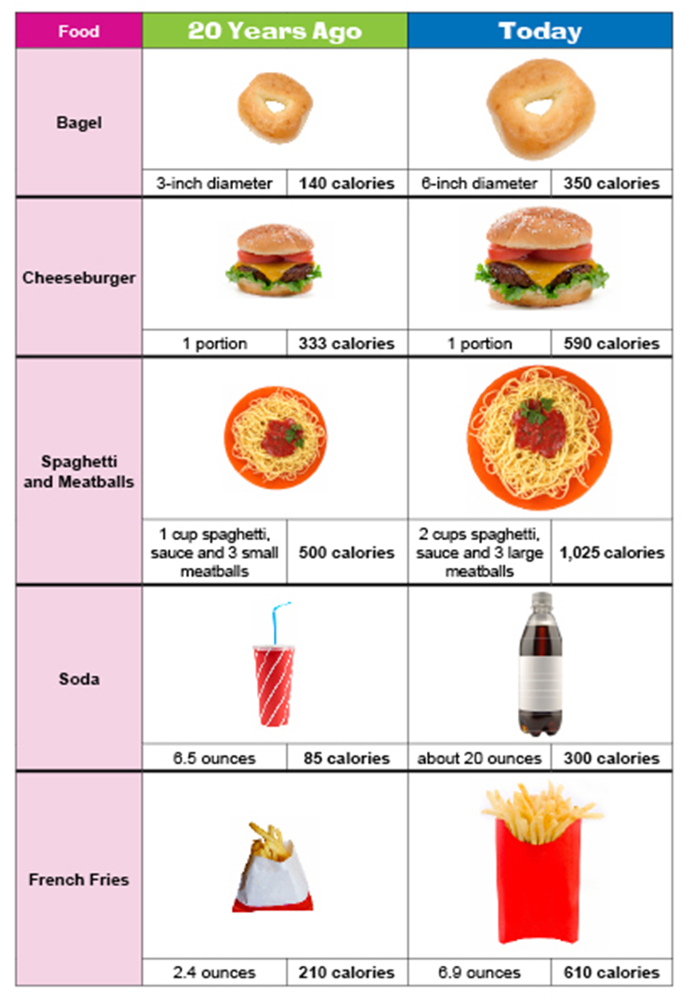 Food 20 Years Ago Today
Bagel
3-inch diameter 140 calories 6-inch diameter 350 calories
Cheeseburger
1 portion 333 calories 1 portion 590 calories
Spaghetti
and Meatballs
1 cup spaghetti,
sauce and 3 small
meatballs
500 calories
2 cups spaghetti,
sauce and 3 large
meatballs
1,025 calories
Soda
6.5 ounces 85 calories about 20 ounces 300 calories
French Fries
2.4 ounces 210 calories 6.9 ounces 610 calories